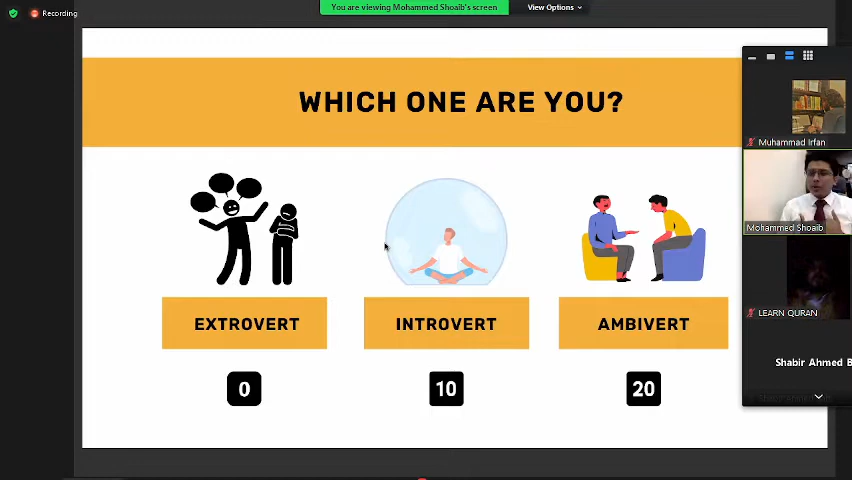 Recording
You are viewing Mohammed Shoaib's screen
View Options
WHICH ONE ARE YOU?
Muhammad Irfan
Mohammed Shoaib
LEARN QURAN
Shabir Ahmed B
EXTROVERT
INTROVERT
AMBIVERT
0
10
20